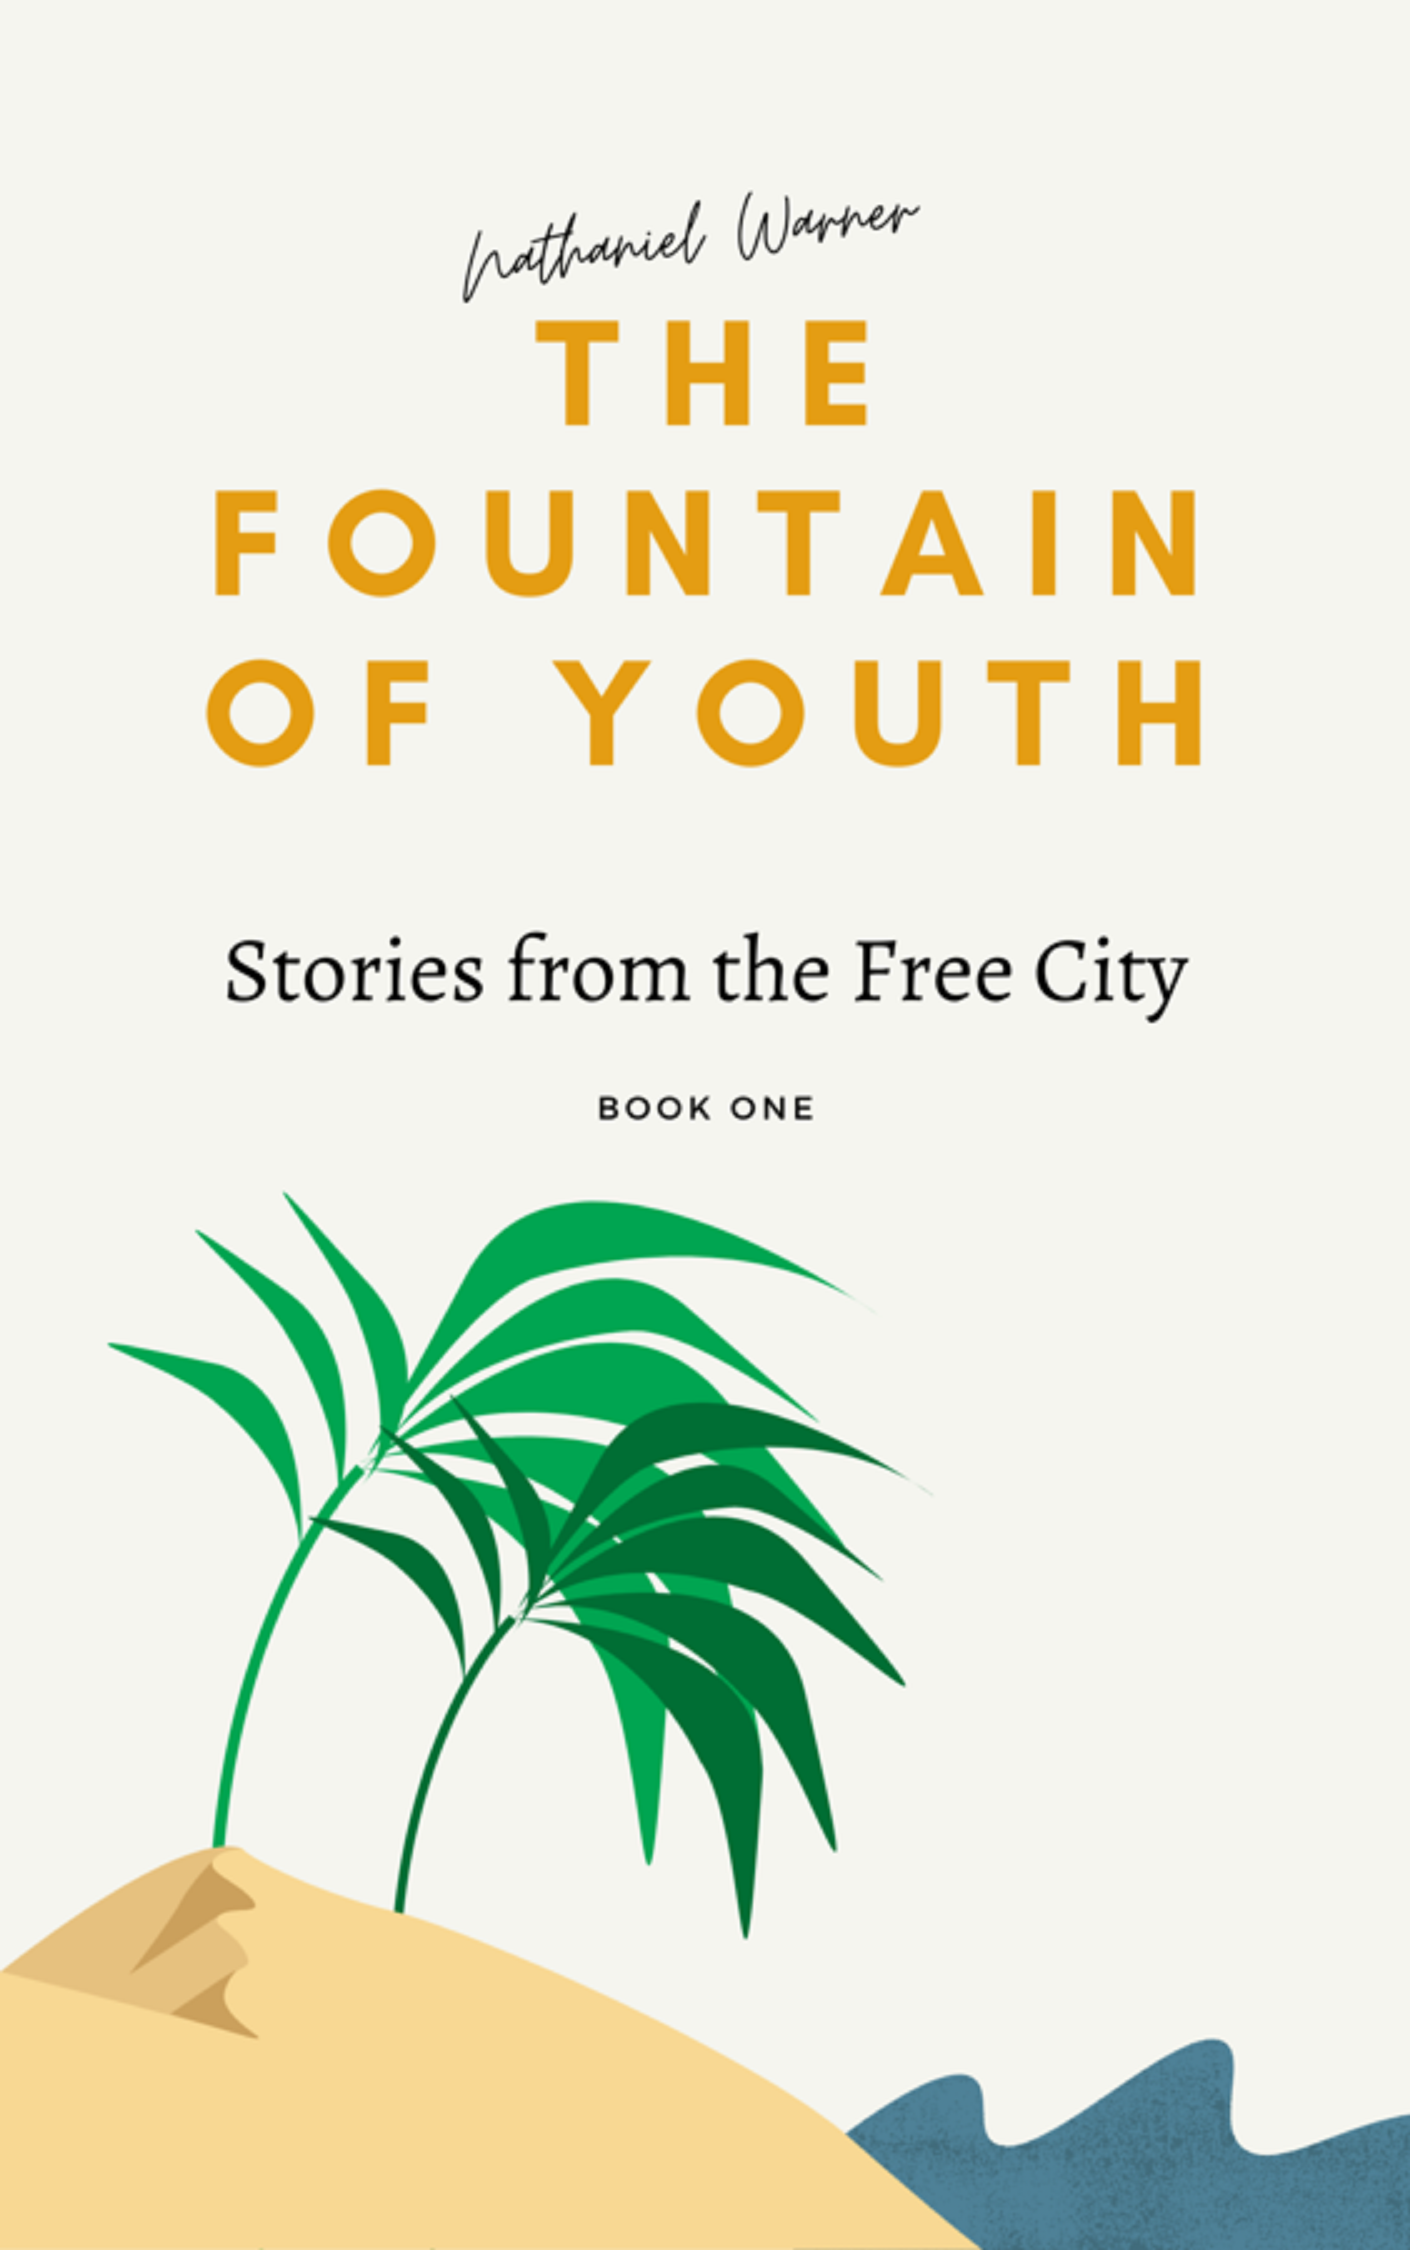 Nathaniel Warner
THE
FOUNTAIN
OF YOUTH
Stories from the Free City
BOOK ONE